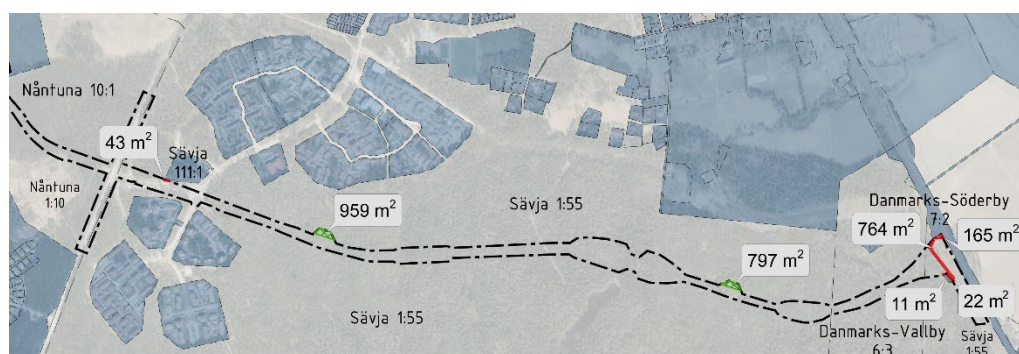 Nåntuna 10:1
43 m²
Sävja
111:1
Nåntuna
1:10
959 m²
Sävja 1:55
Sävja 1:55
797 m²
Danmarks-Söderby
7:2
764 m²
165 m²
11 m²
22 m²
Danmarks-Vallby
6:3
Sävja
1:55